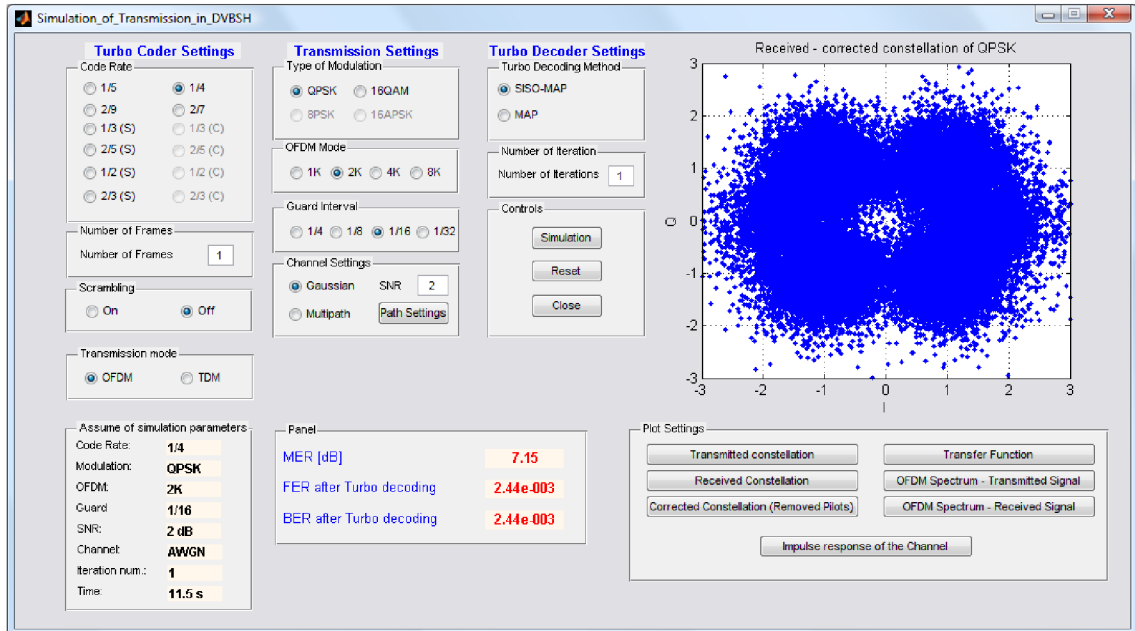 Simulation_of_Transmission_in_DVBSH
Turbo Coder Settings
Code Rate
1/5 1/4
2/9 2/7
1/3 (S) 1/3 (C)
2/5 (S) 2/5 (C)
1/2 (S) 1/2 (C)
2/3 (S) 2/3 (C)
Number of Frames
Number of Frames 1
Scrambling
On Off
Transmission mode
OFDM TDM
Transmission Settings
Type of Modulation
QPSK 16QAM
8PSK 16APSK
OFDM Mode
1K 2K 4K 8K
Guard Interval
1/4 1/8 1/16 1/32
Channel Settings
Gaussian SNR 2
Multipath Path Settings
Turbo Decoder Settings
Turbo Decoding Method
SISO-MAP
MAP
Number of Iteration
Number of Iterations 1
Controls
Simulation
Reset
Close
Received - corrected constellation of QPSK
3
2
1
0
-1
-2
-3
Q
-3 -2 -1 0 1 2 3
I
Assume of simulation parameters
Code Rate: 1/4
Modulation: QPSK
OFDM: 2K
Guard 1/16
SNR: 2 dB
Channel: AWGN
Iteration num.: 1
Time: 11.5 s
Panel
MER [dB] 7.15
FER after Turbo decoding 2.44e-003
BER after Turbo decoding 2.44e-003
Plot Settings
Transmitted constellation Transfer Function
Received Constellation OFDM Spectrum - Transmitted Signal
Corrected Constellation (Removed Pilots) OFDM Spectrum - Received Signal
Impulse response of the Channel